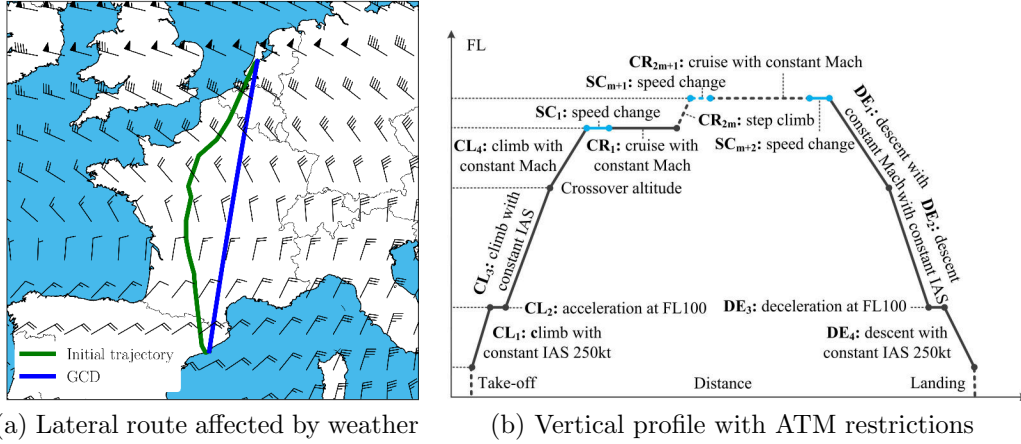 Initial trajectory
GCD
(a) Lateral route affected by weather
FL
CR2m+1: cruise with constant Mach
SCm+1: speed change
SC1: speed change
CR2m: step climb
SCm+2: speed change
CL4: climb with
constant Mach
CR1: cruise with
constant Mach
Crossover altitude
DE1: descent with
constant Mach
DE2: descent
with constant IAS
CL3: climb with
constant IAS
CL2: acceleration at FL100
DE3: deceleration at FL100
CL1: climb with
constant IAS 250kt
DE4: descent with
constant IAS 250kt
Take-off
Distance
Landing
(b) Vertical profile with ATM restrictions